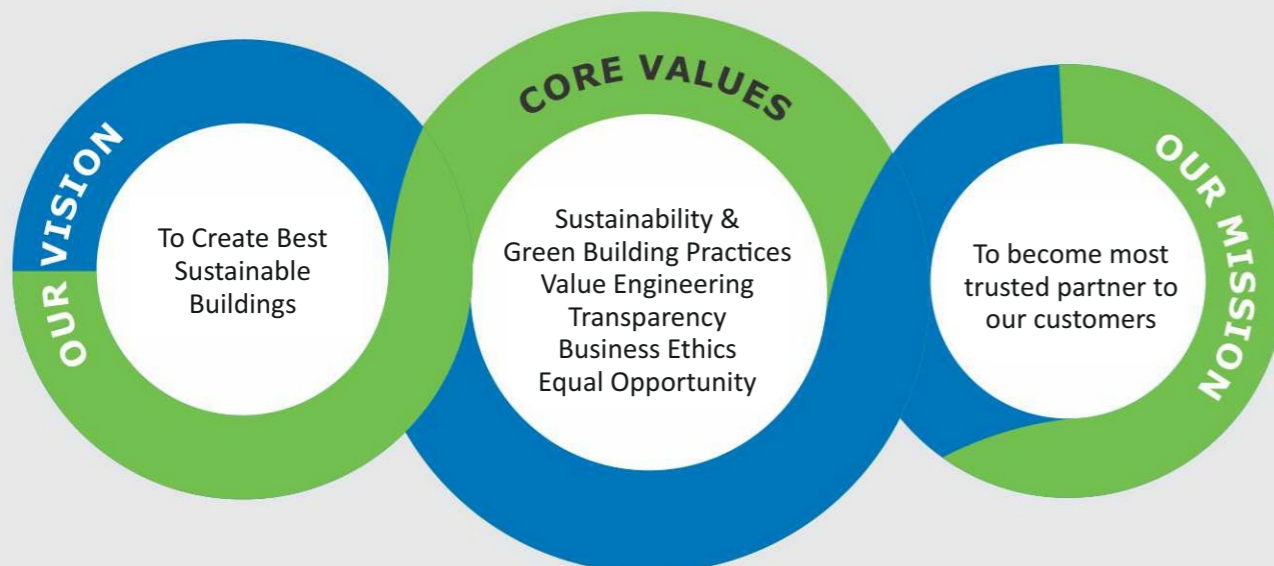 OUR VISION
To Create Best
Sustainable
Buildings
CORE VALUES
Sustainability &
Green Building Practices
Value Engineering
Transparency
Business Ethics
Equal Opportunity
OUR MISSION
To become most
trusted partner to
our customers